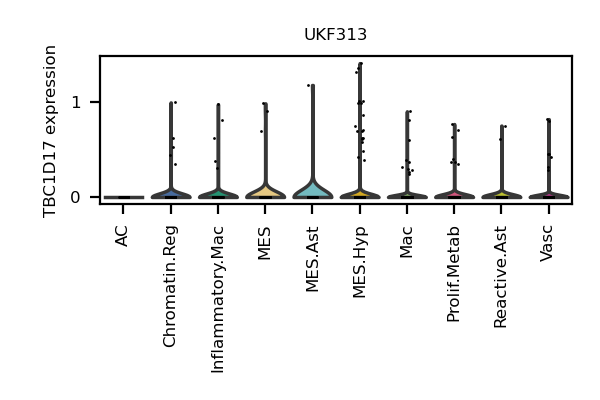 UKF313
TBC1D17 expression
1
0
AC
Chromatin.Reg
Inflammatory.Mac
MES
MES.Ast
MES.Hyp
Mac
Prolif.Metab
Reactive.Ast
Vasc